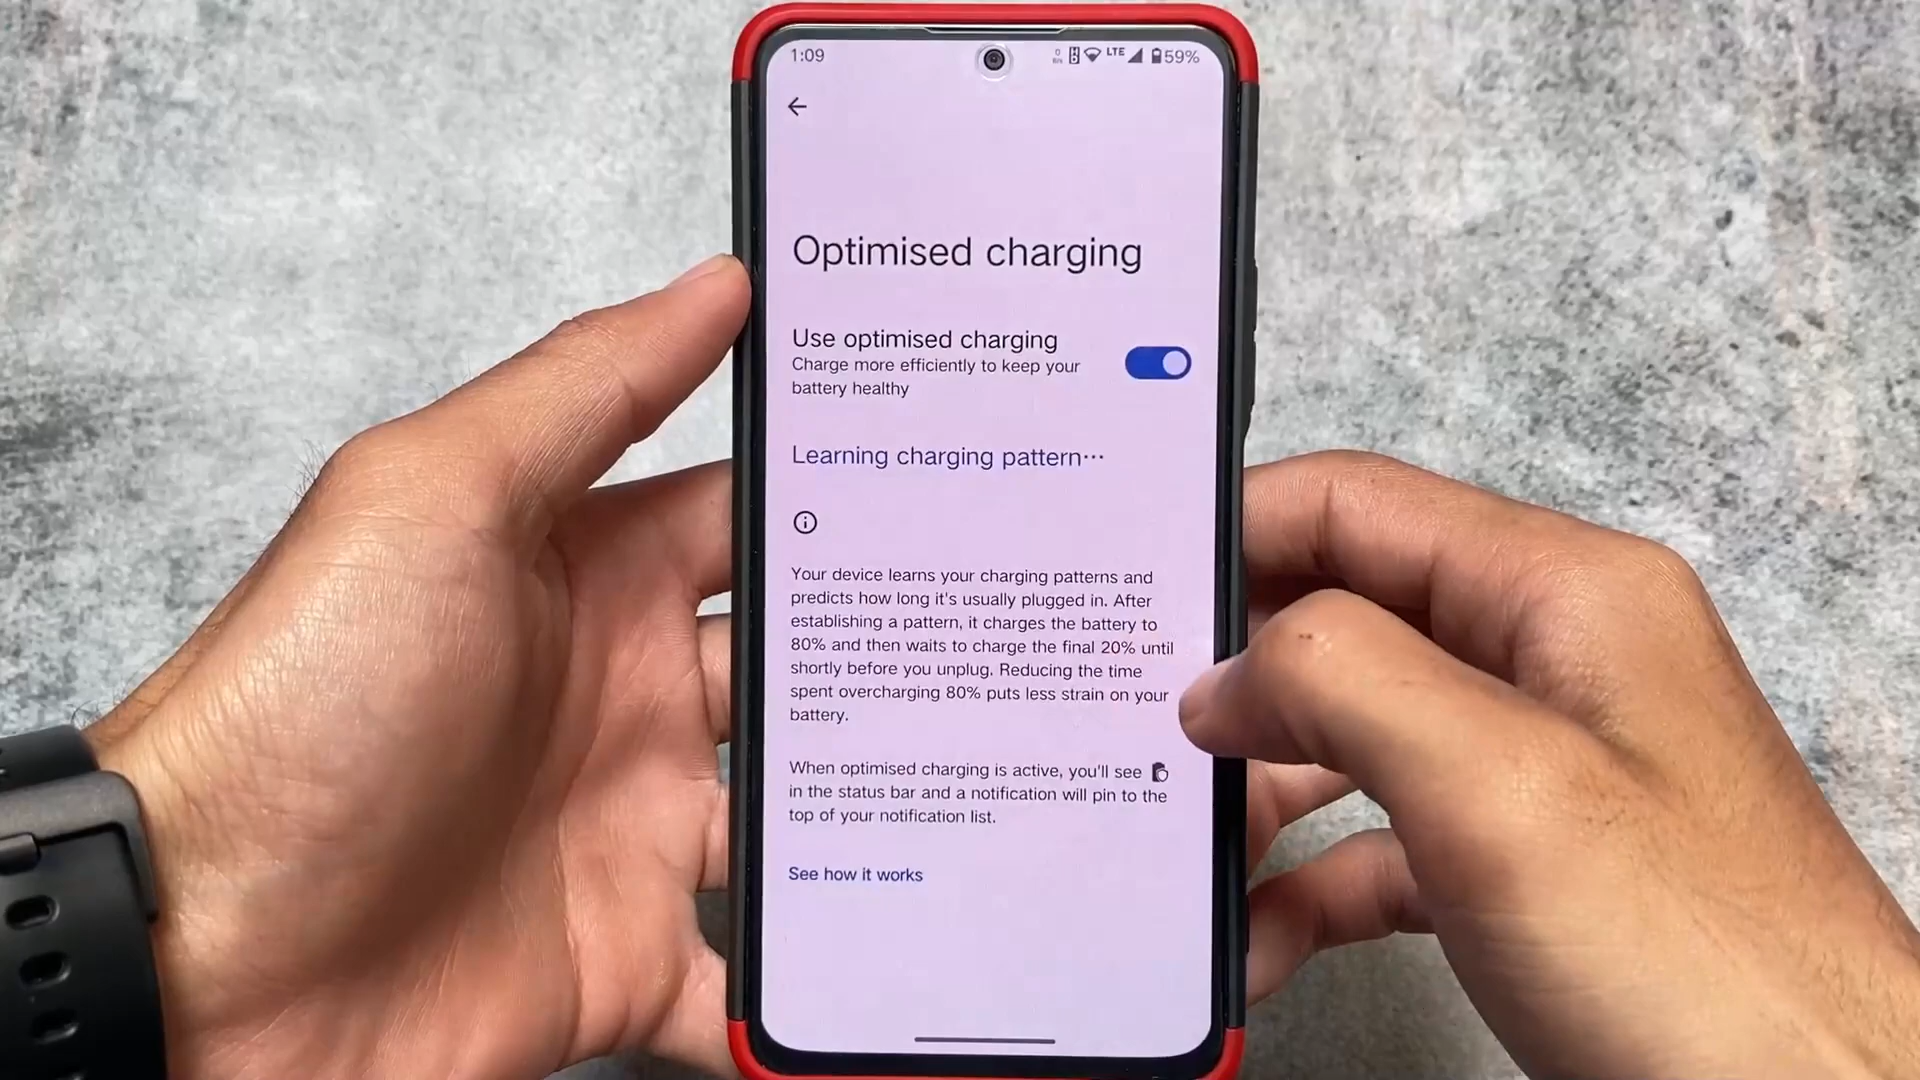 1:09
LTE 59%
Optimised charging
Use optimised charging
Charge more efficiently to keep your
battery healthy
Learning charging pattern···
Your device learns your charging patterns and
predicts how long it's usually plugged in. After
establishing a pattern, it charges the battery to
80% and then waits to charge the final 20% until
shortly before you unplug. Reducing the time
spent overcharging 80% puts less strain on your
battery.
When optimised charging is active, you'll see
in the status bar and a notification will pin to the
top of your notification list.
See how it works